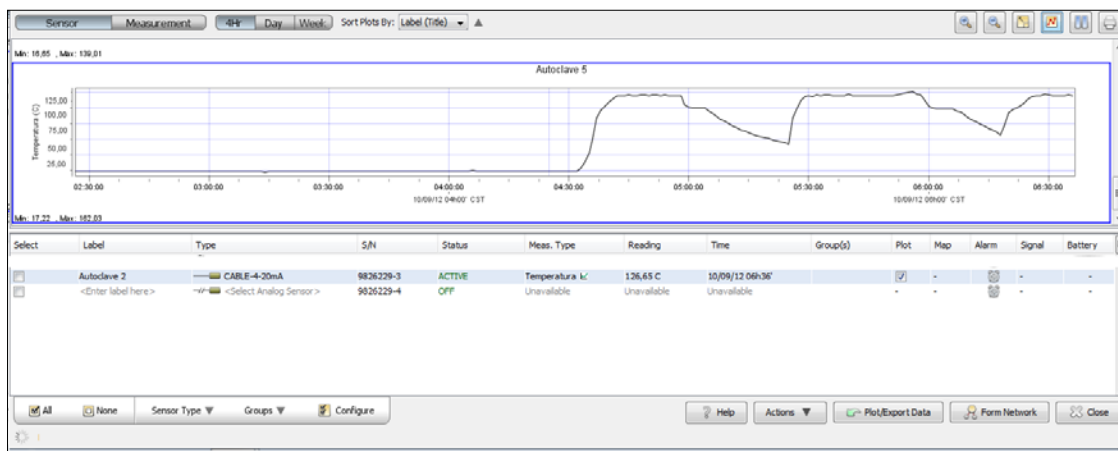 Sensor Measurement 4Hr Day Week Sort Plots By: Label (Title)
Min: 16,65 , Max: 139,01
Autoclave 5
Temperatura (C)
125,00
100,00
75,00
50,00
25,00
02:30:00 03:00:00 03:30:00 04:00:00 04:30:00 05:00:00 05:30:00 06:00:00 06:30:00
10/09/12 04h00' CST 10/09/12 06h00' CST
Min: 17,22 , Max: 162,03
Select Label Type S/N Status Meas. Type Reading Time Group(s) Plot Map Alarm Signal Battery
Autoclave 2 CABLE-4-20mA 9826229-3 ACTIVE Temperatura 126,65 C 10/09/12 06h36' - - -
<Enter label here> <Select Analog Sensor> 9826229-4 OFF Unavailable Unavailable Unavailable - - - -
All None Sensor Type Groups Configure Help Actions Plot/Export Data Form Network Close